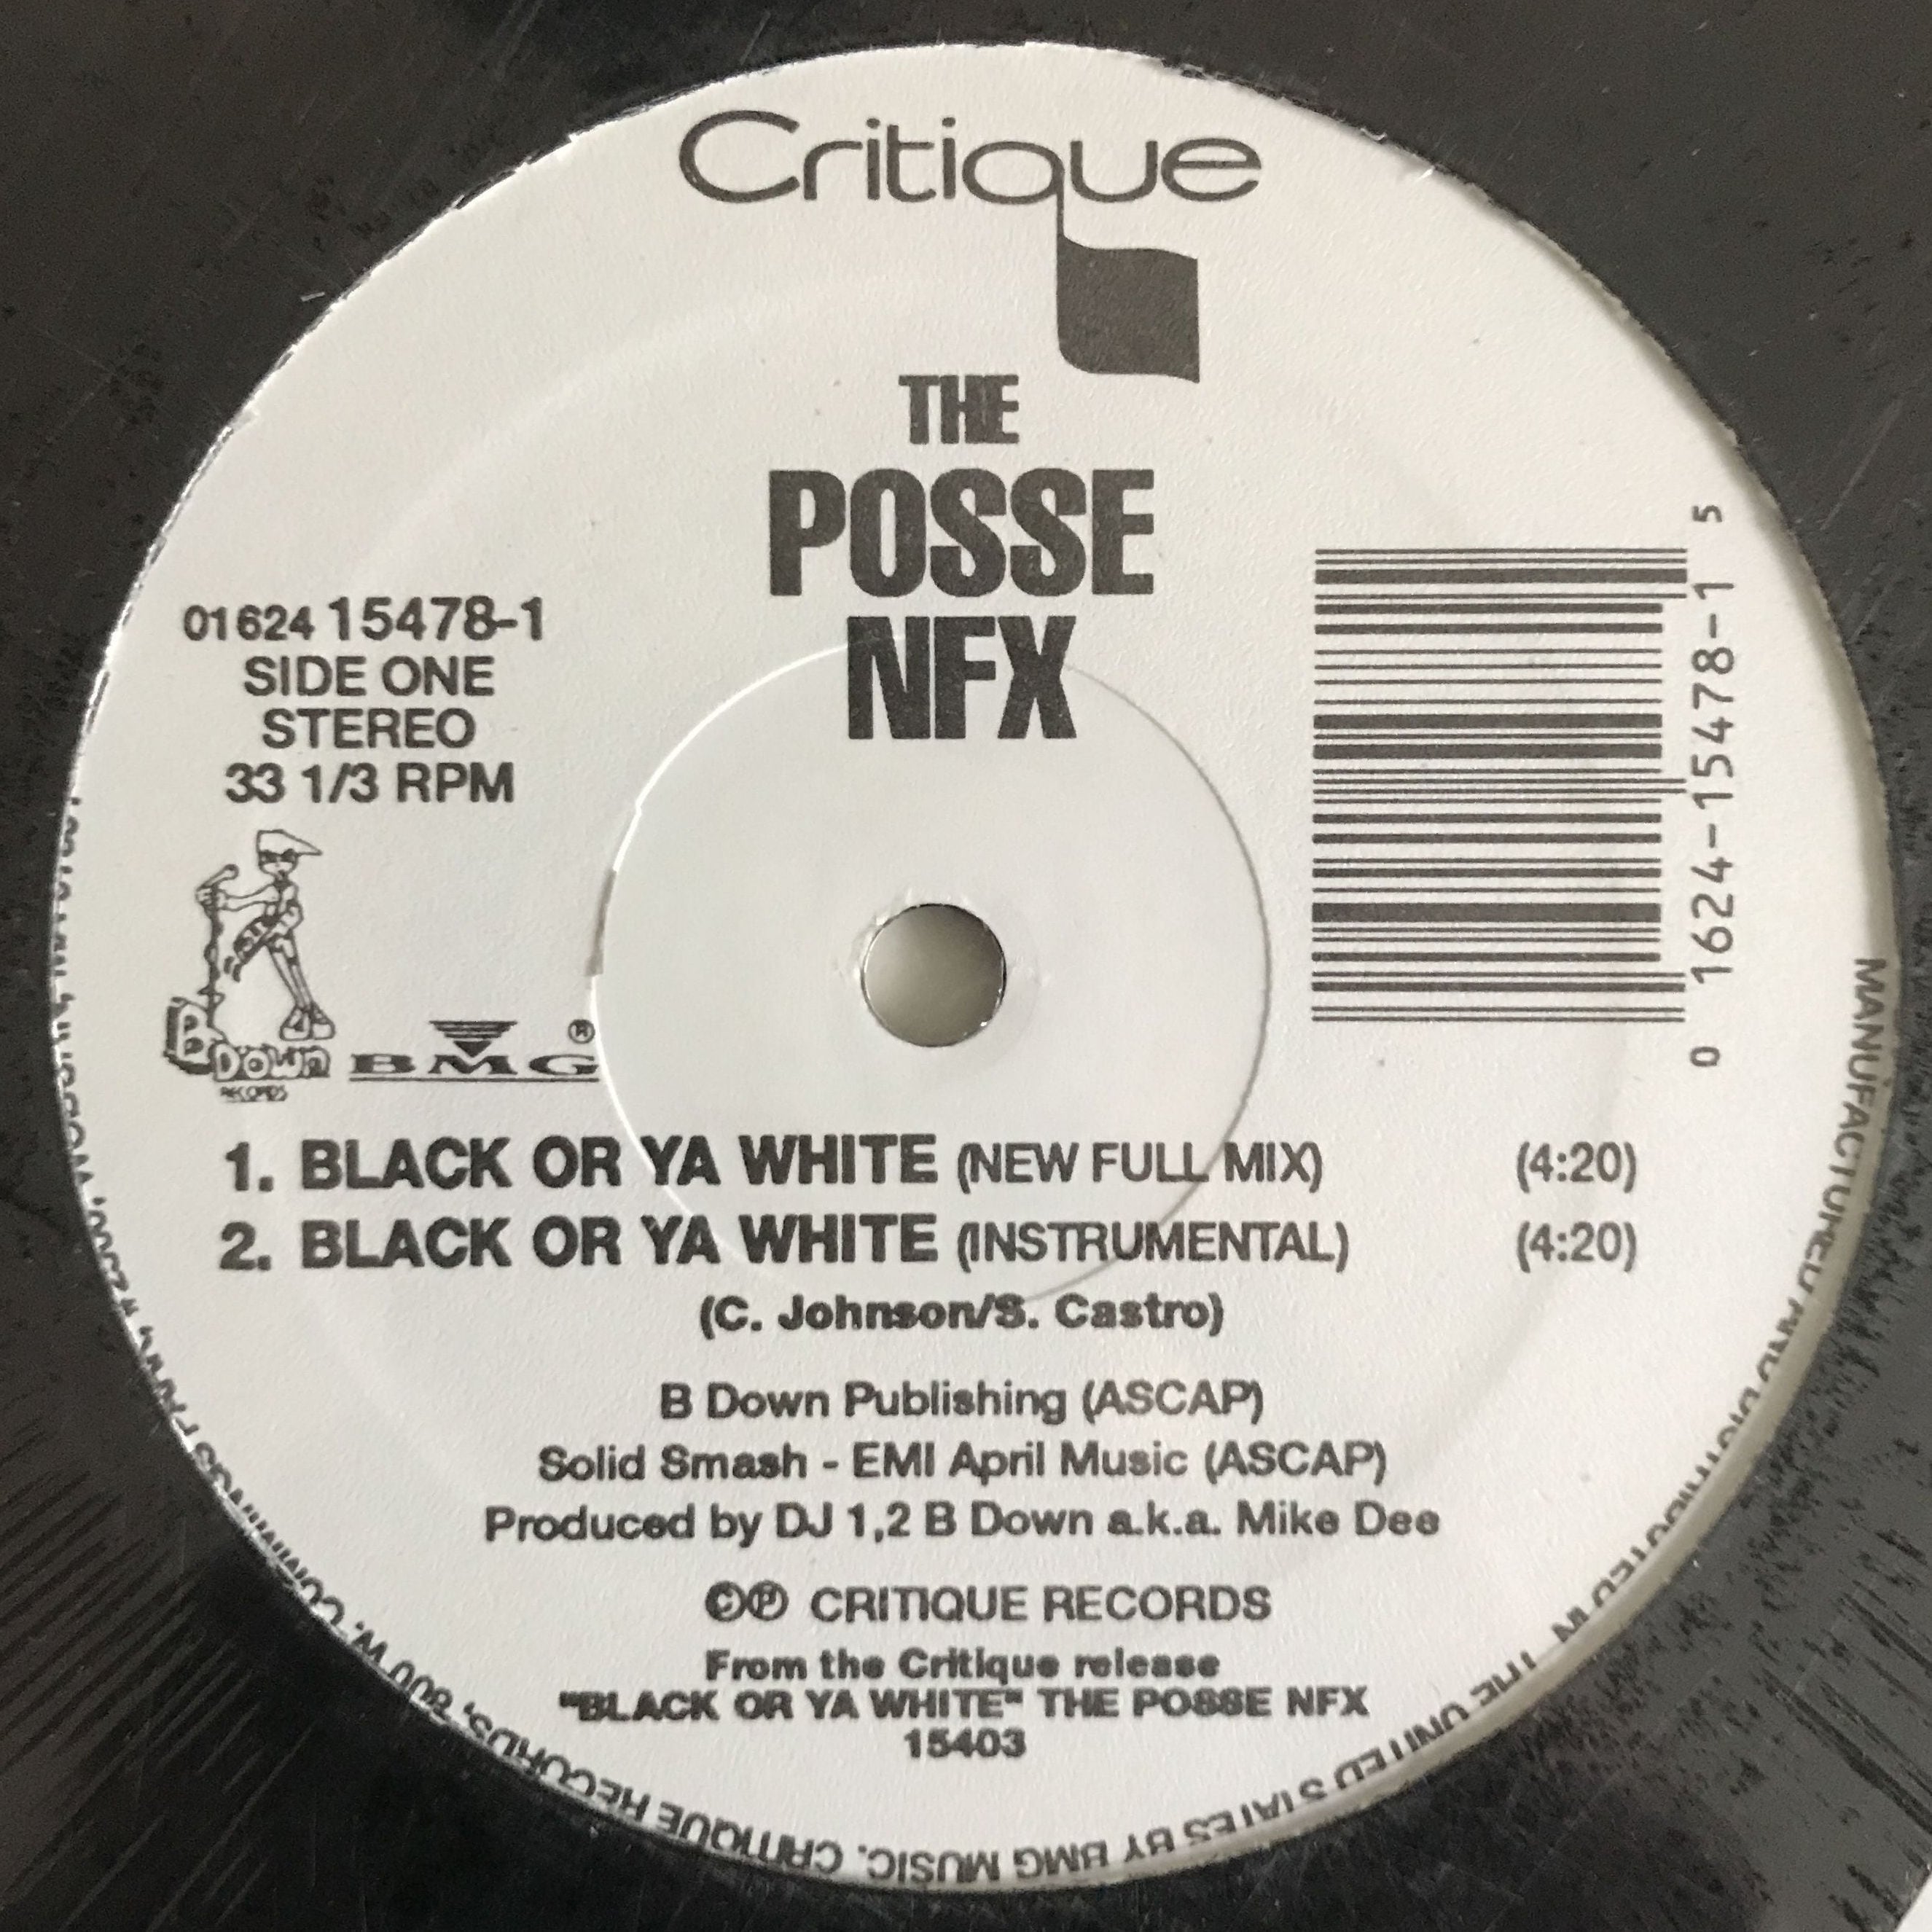 Critique
THE
POSSE
NFX
01624 15478-1
SIDE ONE
STEREO
33 1/3 RPM
B DOWN
RECORDS
BMG®
0 1624-15478-1 5
1. BLACK OR YA WHITE (NEW FULL MIX) (4:20)
2. BLACK OR YA WHITE (INSTRUMENTAL) (4:20)
(C. Johnson/S. Castro)
B Down Publishing (ASCAP)
Solid Smash - EMI April Music (ASCAP)
Produced by DJ 1,2 B Down a.k.a. Mike Dee
©℗ CRITIQUE RECORDS
From the Critique release
"BLACK OR YA WHITE" THE POSSE NFX
15403
MANUFACTURED AND DISTRIBUTED IN THE UNITED STATES BY BMG MUSIC. CRITIQUE RECORDS, 800 W. CUMMINGS PARK, #2500, WOBURN, MA